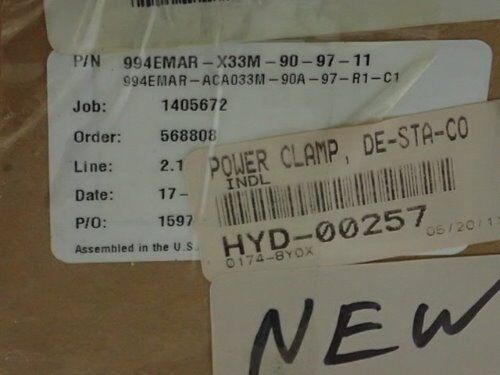 P/N 994EMAR-X33M-90-97-11
994EMAR-ACA033M-90A-97-R1-C1
Job: 1405672
Order: 568808
Line: 2.1
Date: 17-
P/O: 1597
Assembled in the U.S.
POWER CLAMP, DE-STA-CO
INDL
HYD-00257 05/20/1
0174-8Y0X
NEW